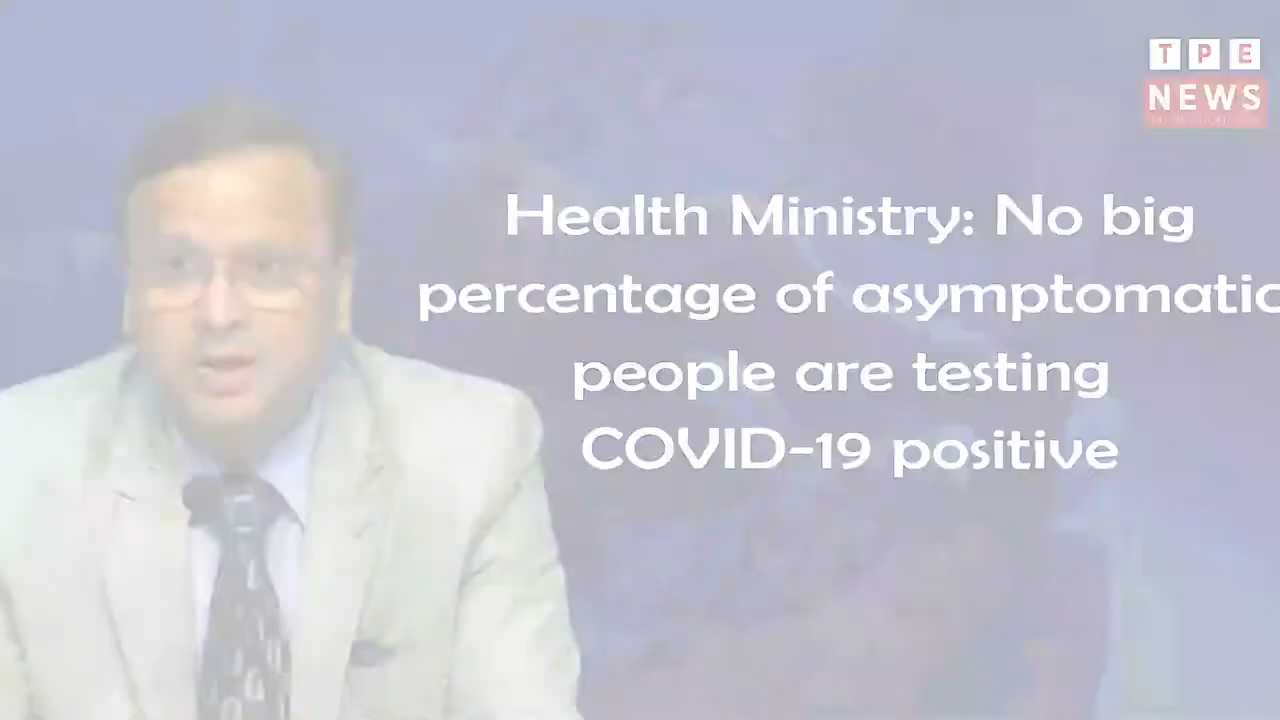 TPE
NEWS
Health Ministry: No big
percentage of asymptomatic
people are testing
COVID-19 positive